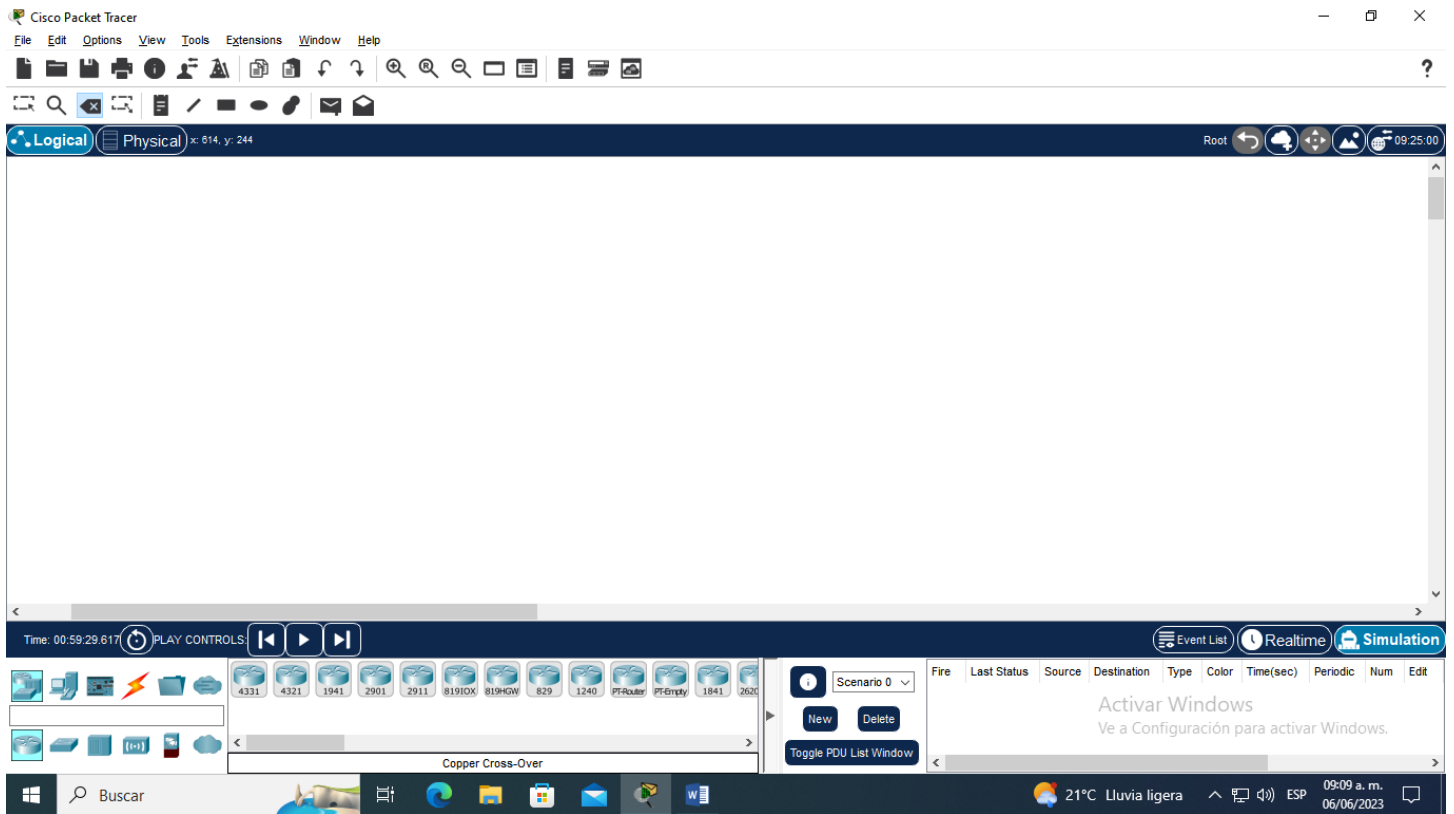 Cisco Packet Tracer
File Edit Options View Tools Extensions Window Help
?
Logical Physical x: 614, y: 244 Root 09:25:00
Time: 00:59:29.617 PLAY CONTROLS: Event List Realtime Simulation
4331 4321 1941 2901 2911 819IOX 819HGW 829 1240 PT-Router PT-Empty 1841 262
Copper Cross-Over
Scenario 0
New Delete
Toggle PDU List Window
Fire Last Status Source Destination Type Color Time(sec) Periodic Num Edit
Activar Windows
Ve a Configuración para activar Windows.
Buscar
21°C Lluvia ligera ESP
09:09 a. m.
06/06/2023